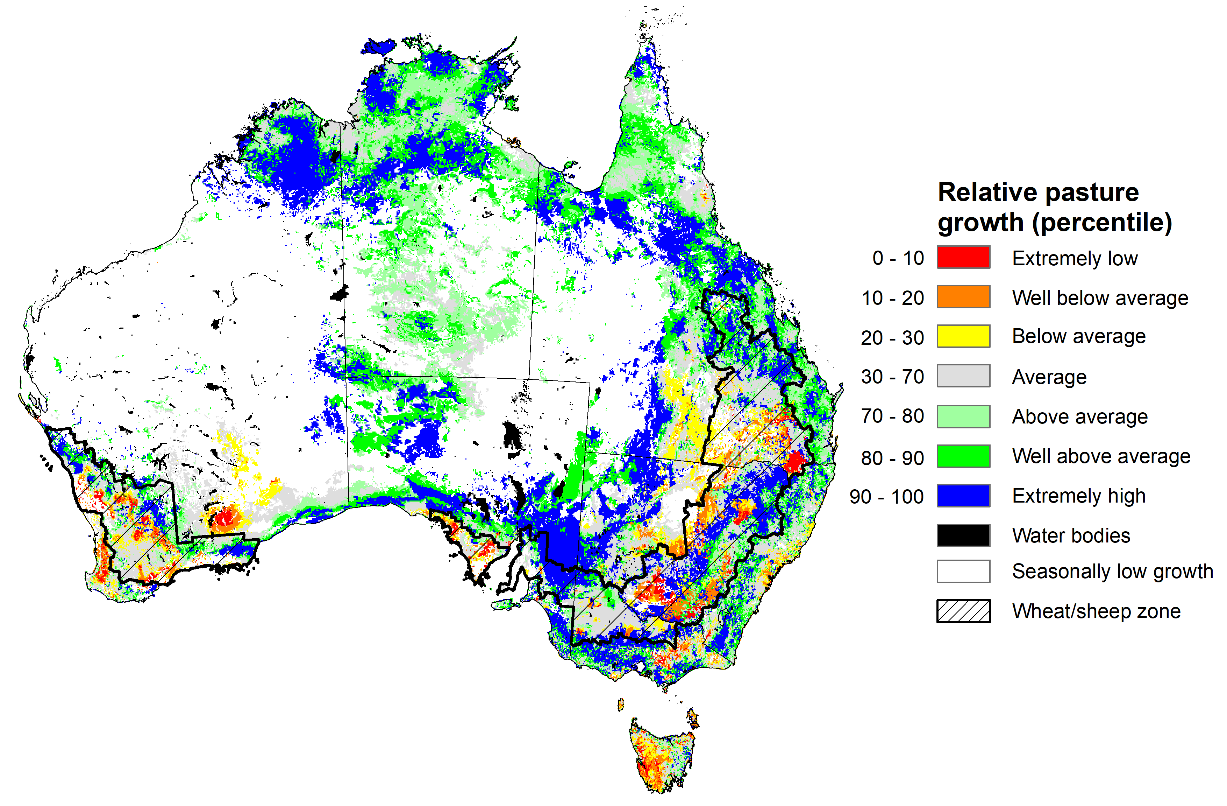 Relative pasture
growth (percentile)
0 - 10 Extremely low
10 - 20 Well below average
20 - 30 Below average
30 - 70 Average
70 - 80 Above average
80 - 90 Well above average
90 - 100 Extremely high
Water bodies
Seasonally low growth
Wheat/sheep zone